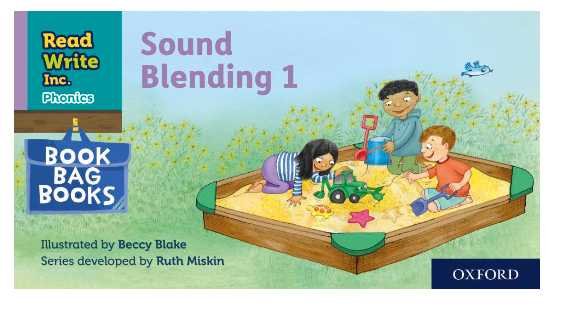 Read
Write
Inc.
Phonics
Sound
Blending 1
BOOK
BAG
BOOKS
Illustrated by Beccy Blake
Series developed by Ruth Miskin
OXFORD